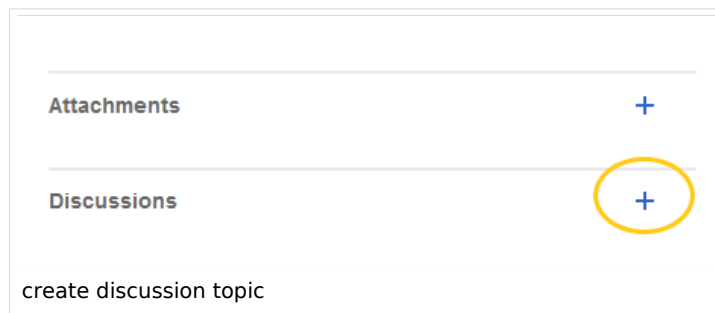 Attachments +
Discussions +
create discussion topic